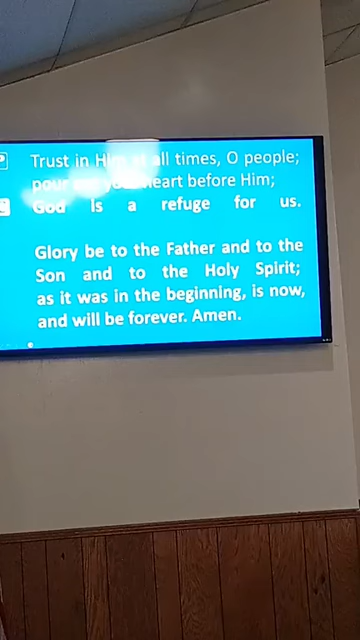 P
Trust in Him at all times, O people;
pour out your heart before Him;
C
God is a refuge for us.
Glory be to the Father and to the
Son and to the Holy Spirit;
as it was in the beginning, is now,
and will be forever. Amen.